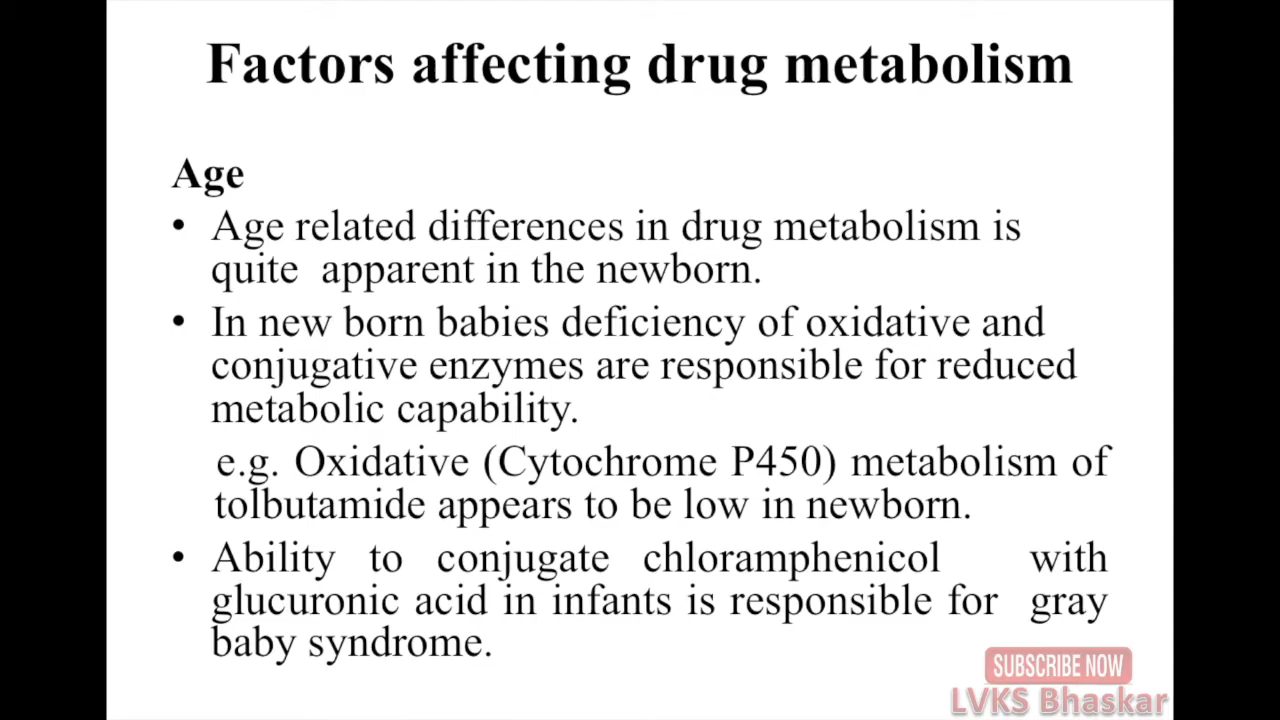 Factors affecting drug metabolism
Age
• Age related differences in drug metabolism is
quite apparent in the newborn.
• In new born babies deficiency of oxidative and
conjugative enzymes are responsible for reduced
metabolic capability.
e.g. Oxidative (Cytochrome P450) metabolism of
tolbutamide appears to be low in newborn.
• Ability to conjugate chloramphenicol with
glucuronic acid in infants is responsible for gray
baby syndrome.
SUBSCRIBE NOW
LVKS Bhaskar